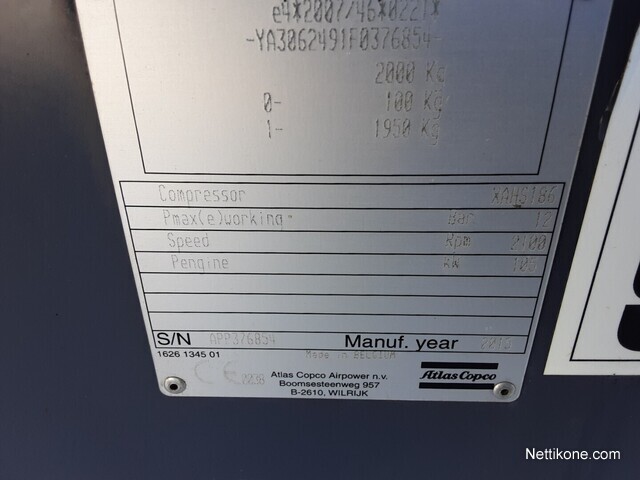 e4*2007/46*0221*
-YA3062491F0376854-
2000 Kg
0- 100 Kg
1- 1950 Kg
Compressor XAHS186
Pmax(e)working Bar 12
Speed Rpm 2100
Pengine KW 105
S/N APP376854 Manuf. year
1626 1345 01 Made in BELGIUM
CE
Atlas Copco Airpower n.v.
Boomsesteenweg 957
B-2610, WILRIJK
Atlas Copco
Nettikone.com